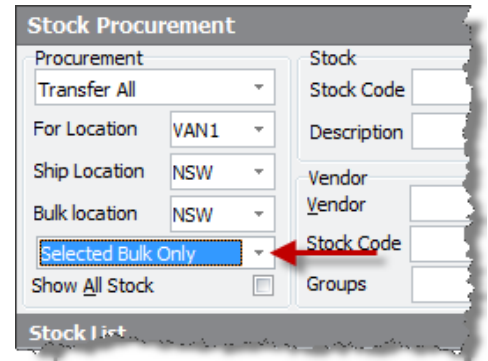 Stock Procurement
Procurement
Transfer All
For Location VAN1
Ship Location NSW
Bulk location NSW
Selected Bulk Only
Show All Stock
Stock
Stock Code
Description
Vendor
Vendor
Stock Code
Groups
Stock List